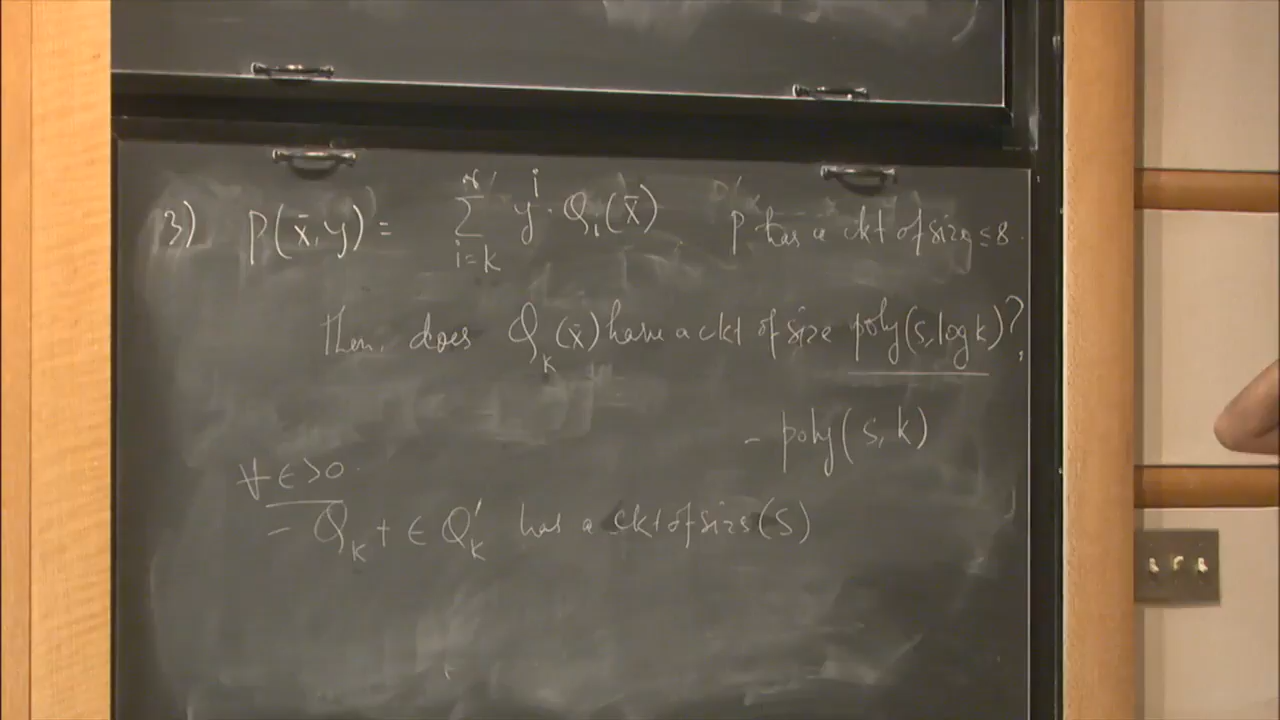 3) P(x̄,y) = Σ_{i=k}^{r} y^i · Q_i(x̄) P has a ckt of size ≤ s.
Then, does Q_k(x̄) have a ckt of size poly(s, log k)?
- poly(s, k)
∀ ε>0
= Q_k + ε Q'_k has a ckt of size (s)